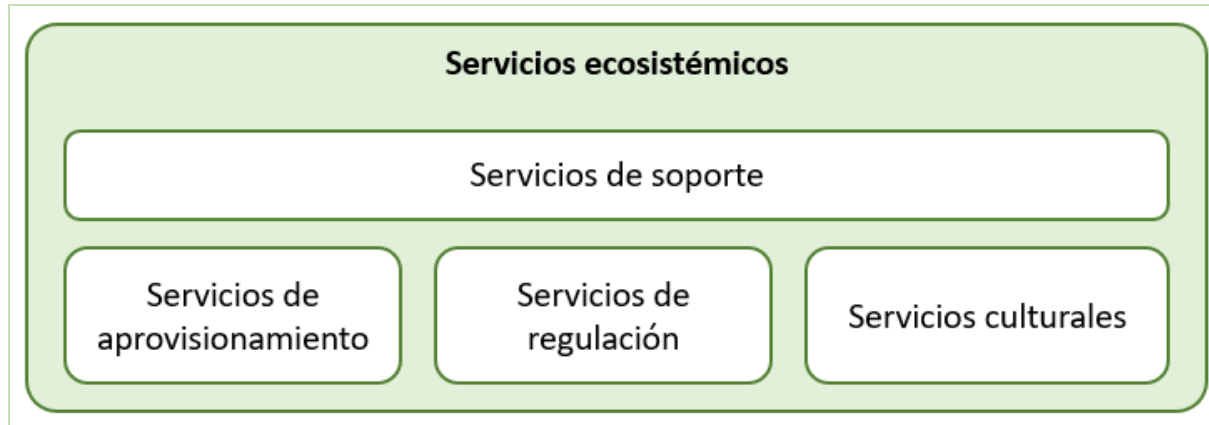 Servicios ecosistémicos
Servicios de soporte
Servicios de
aprovisionamiento
Servicios de
regulación
Servicios culturales